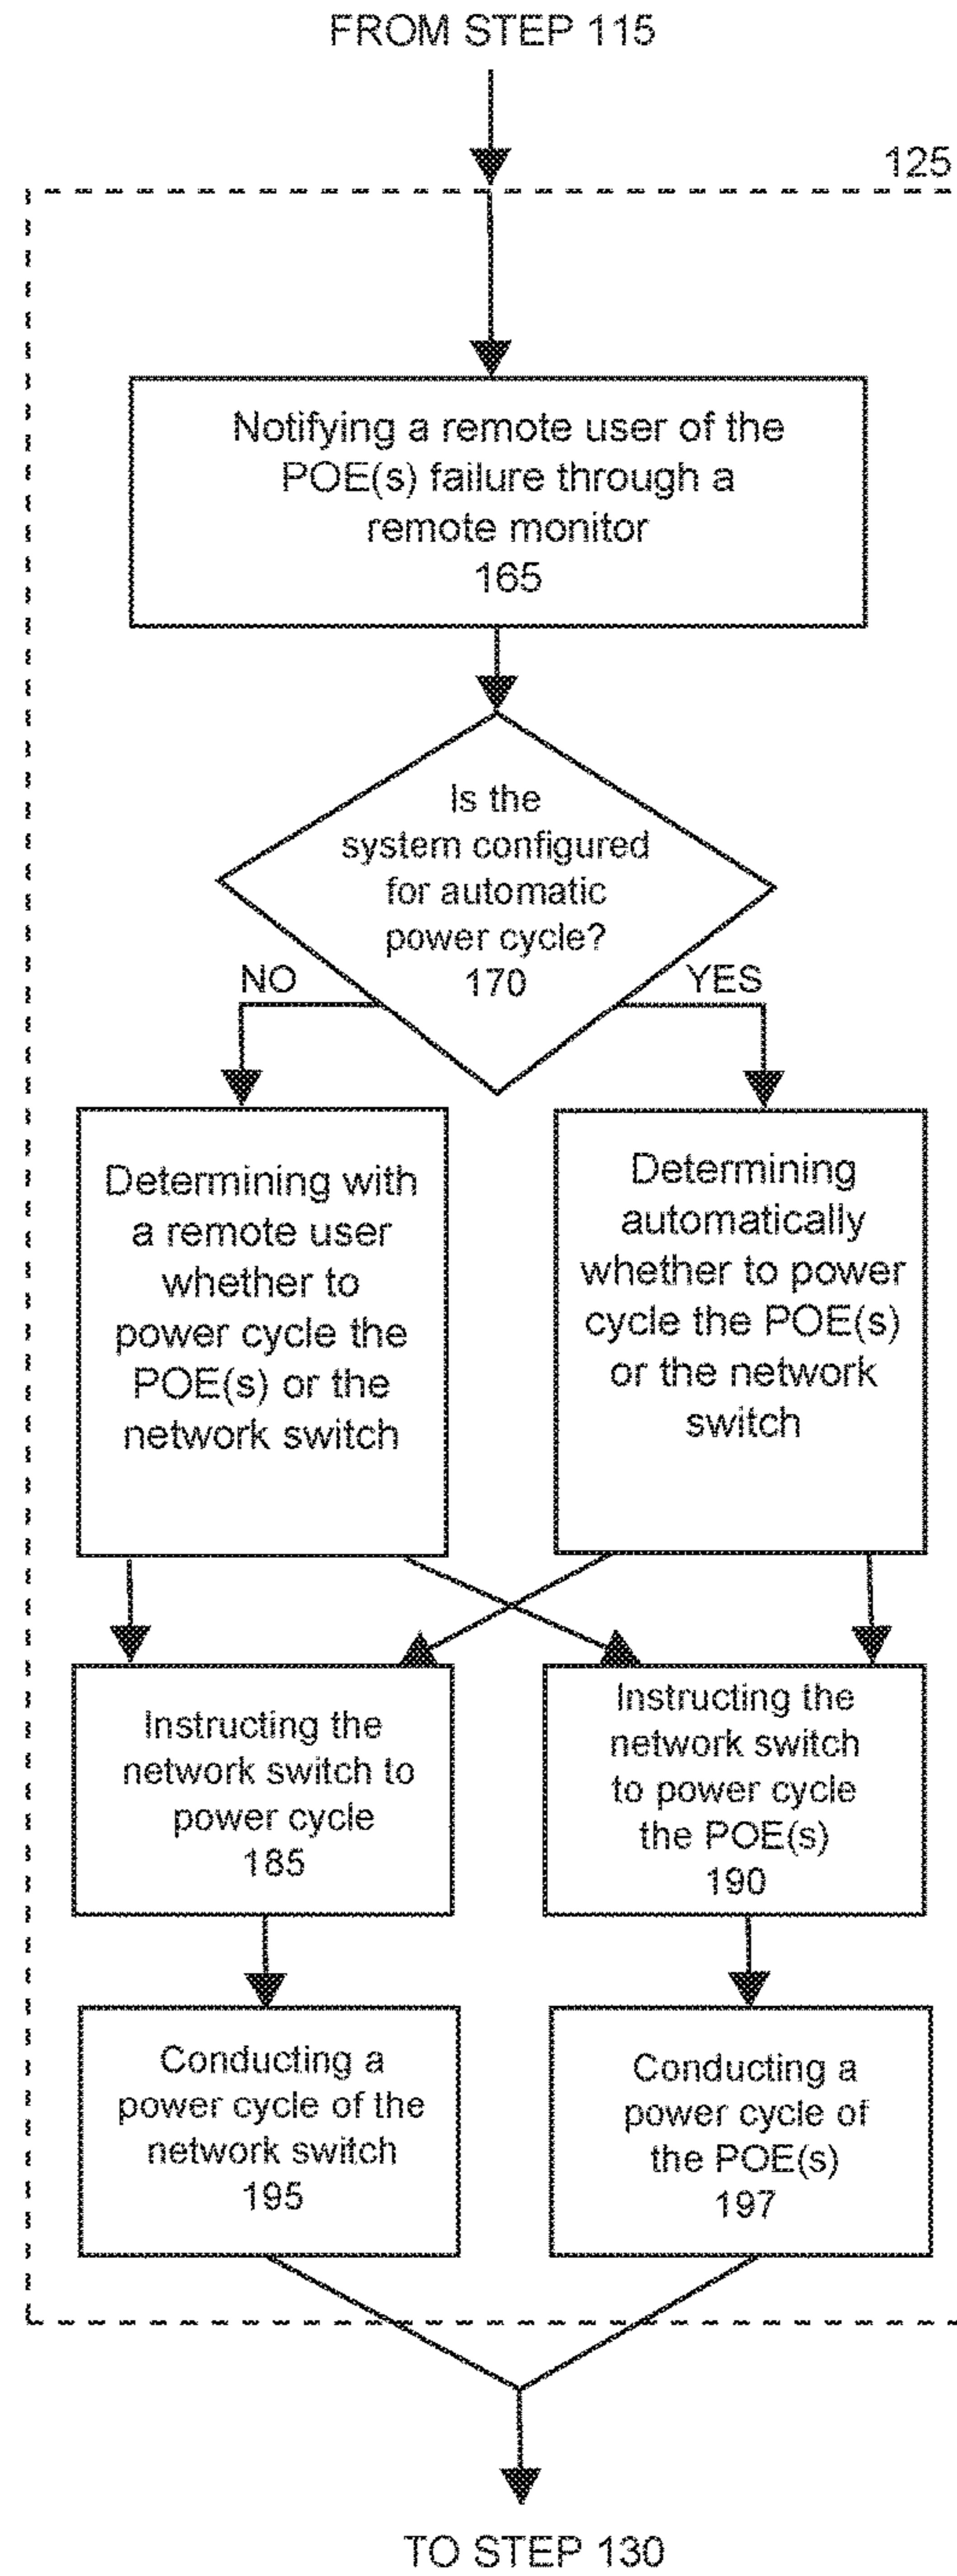 FROM STEP 115
125
Notifying a remote user of the
POE(s) failure through a
remote monitor
165
Is the
system configured
for automatic
power cycle?
170
NO
YES
Determining with
a remote user
whether to
power cycle the
POE(s) or the
network switch
Determining
automatically
whether to power
cycle the POE(s)
or the network
switch
Instructing the
network switch to
power cycle
185
Instructing the
network switch
to power cycle
the POE(s)
190
Conducting a
power cycle of the
network switch
195
Conducting a
power cycle of
the POE(s)
197
TO STEP 130